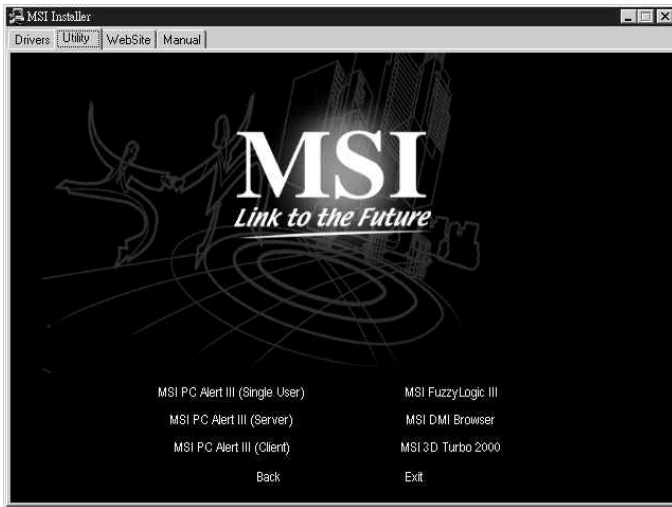 MSI Installer
Drivers Utility WebSite Manual
MSI
Link to the Future
MSI PC Alert III (Single User) MSI FuzzyLogic III
MSI PC Alert III (Server) MSI DMI Browser
MSI PC Alert III (Client) MSI 3D Turbo 2000
Back Exit